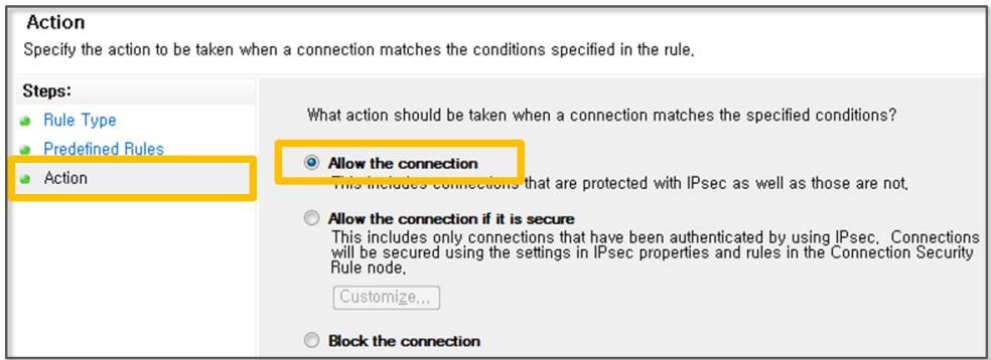 Action
Specify the action to be taken when a connection matches the conditions specified in the rule,
Steps:
Rule Type
Predefined Rules
Action
What action should be taken when a connection matches the specified conditions?
Allow the connection
This includes connections that are protected with IPsec as well as those are not,
Allow the connection if it is secure
This includes only connections that have been authenticated by using IPsec, Connections
will be secured using the settings in IPsec properties and rules in the Connection Security
Rule node,
Customize...
Block the connection